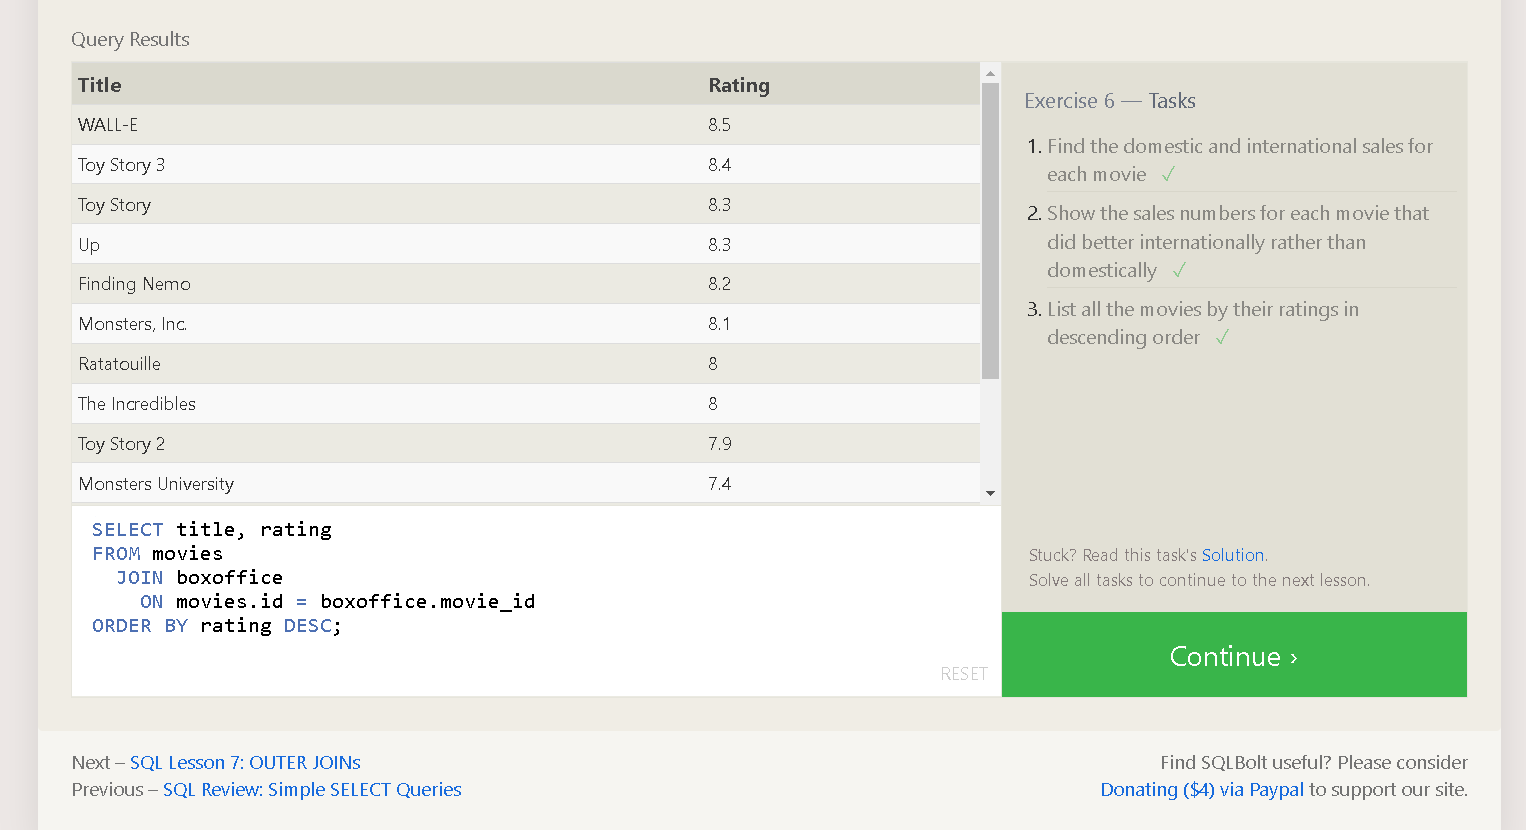 Query Results
Title Rating
WALL-E 8.5
Toy Story 3 8.4
Toy Story 8.3
Up 8.3
Finding Nemo 8.2
Monsters, Inc. 8.1
Ratatouille 8
The Incredibles 8
Toy Story 2 7.9
Monsters University 7.4
SELECT title, rating
FROM movies
  JOIN boxoffice
    ON movies.id = boxoffice.movie_id
ORDER BY rating DESC;
RESET
Exercise 6 — Tasks
1. Find the domestic and international sales for
each movie ✓
2. Show the sales numbers for each movie that
did better internationally rather than
domestically ✓
3. List all the movies by their ratings in
descending order ✓
Stuck? Read this task's Solution.
Solve all tasks to continue to the next lesson.
Continue ›
Next – SQL Lesson 7: OUTER JOINs
Previous – SQL Review: Simple SELECT Queries
Find SQLBolt useful? Please consider
Donating ($4) via Paypal to support our site.